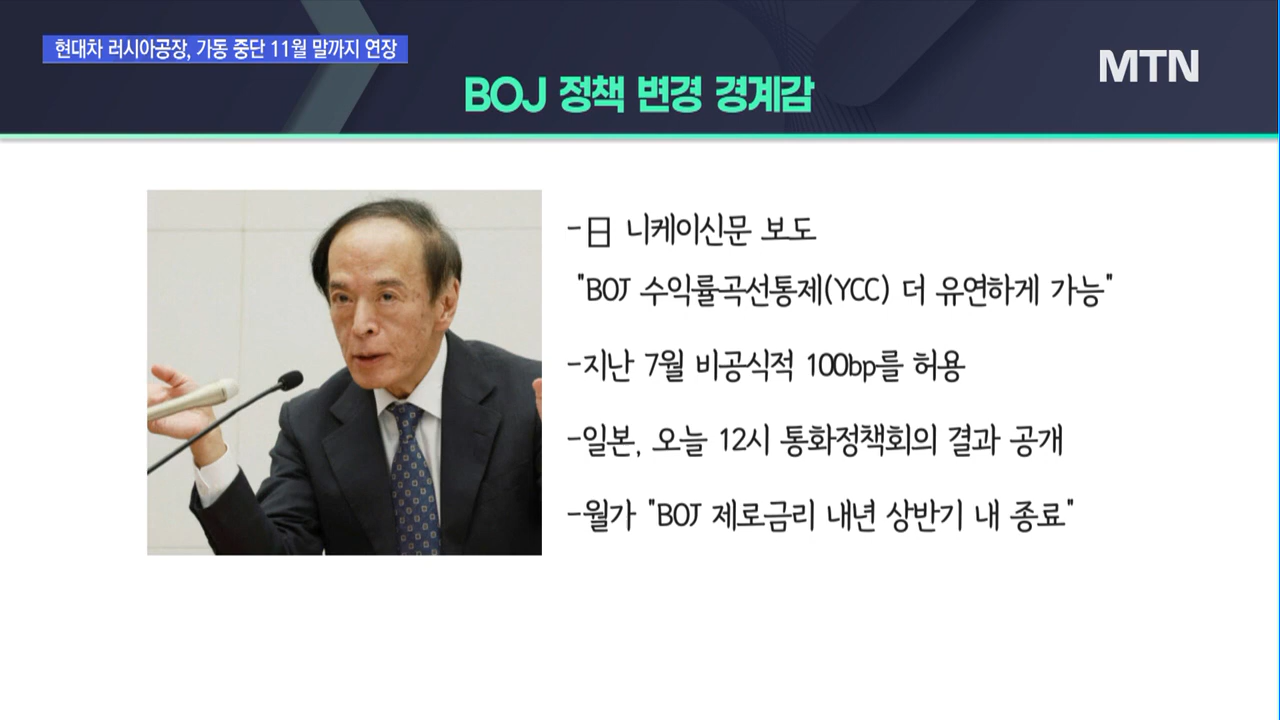 현대차 러시아공장, 가동 중단 11월 말까지 연장
MTN
BOJ 정책 변경 경계감
-日 니케이신문 보도
"BOJ 수익률곡선통제(YCC) 더 유연하게 가능"
-지난 7월 비공식적 100bp를 허용
-일본, 오늘 12시 통화정책회의 결과 공개
-월가 "BOJ 제로금리 내년 상반기 내 종료"